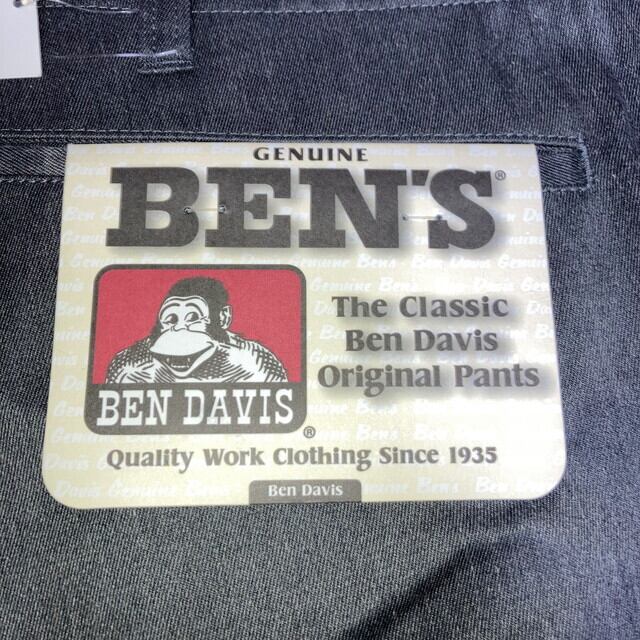 GENUINE
BEN'S®
The Classic
Ben Davis
Original Pants
BEN DAVIS
®
Quality Work Clothing Since 1935
Ben Davis